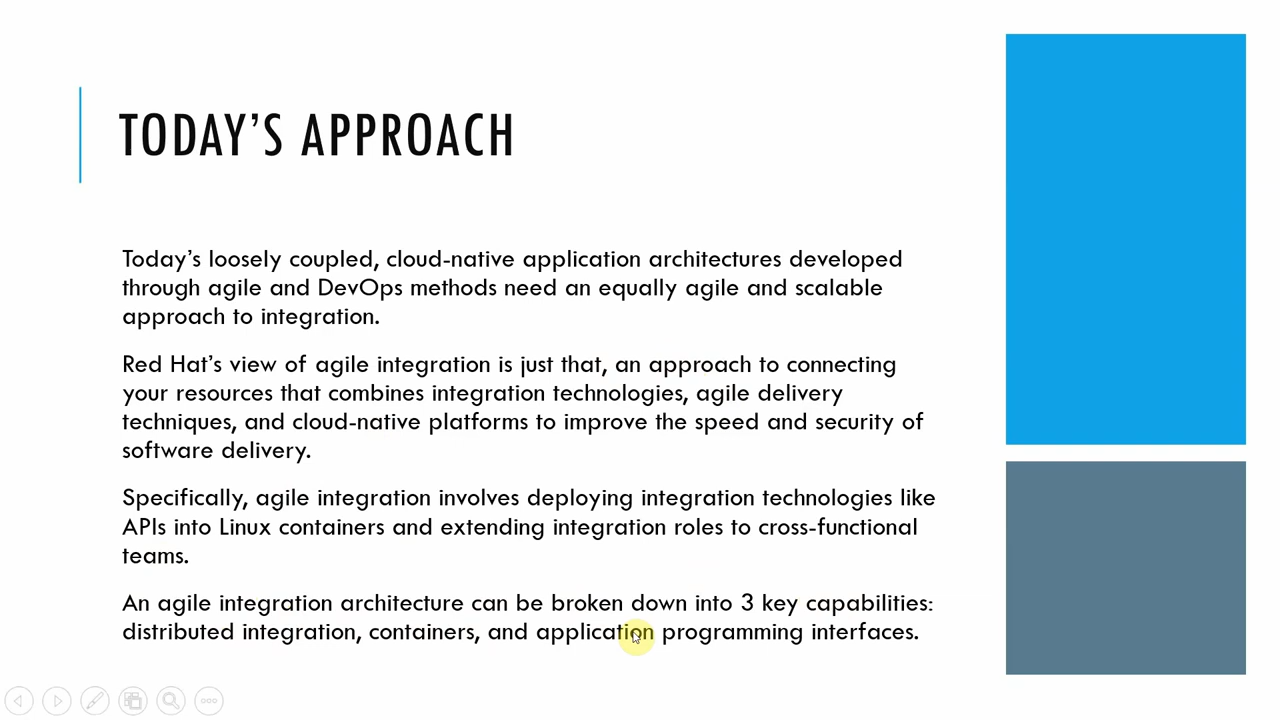 TODAY’S APPROACH
Today’s loosely coupled, cloud-native application architectures developed
through agile and DevOps methods need an equally agile and scalable
approach to integration.
Red Hat’s view of agile integration is just that, an approach to connecting
your resources that combines integration technologies, agile delivery
techniques, and cloud-native platforms to improve the speed and security of
software delivery.
Specifically, agile integration involves deploying integration technologies like
APIs into Linux containers and extending integration roles to cross-functional
teams.
An agile integration architecture can be broken down into 3 key capabilities:
distributed integration, containers, and application programming interfaces.